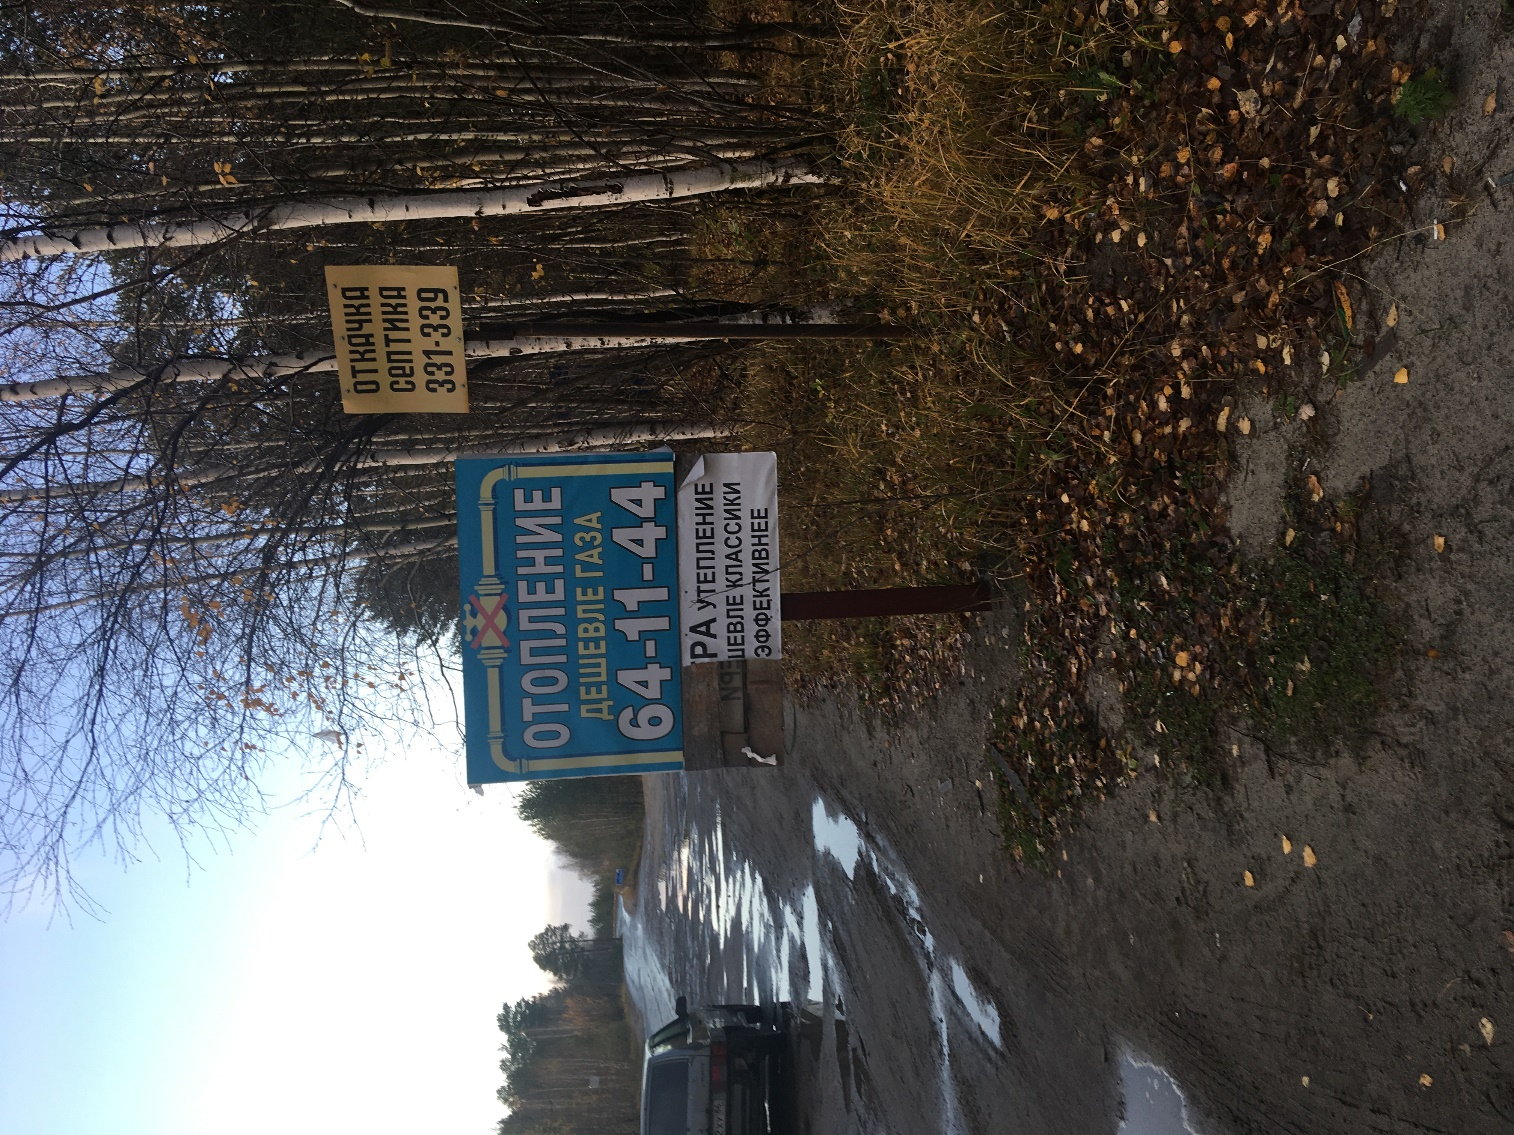 ОТКАЧКА
СЕПТИКА
331-339
ОТОПЛЕНИЕ
ДЕШЕВЛЕ ГАЗА
64-11-44
РА УТЕПЛЕНИЕ
ШЕВЛЕ КЛАССИКИ
ЭФФЕКТИВНЕЕ